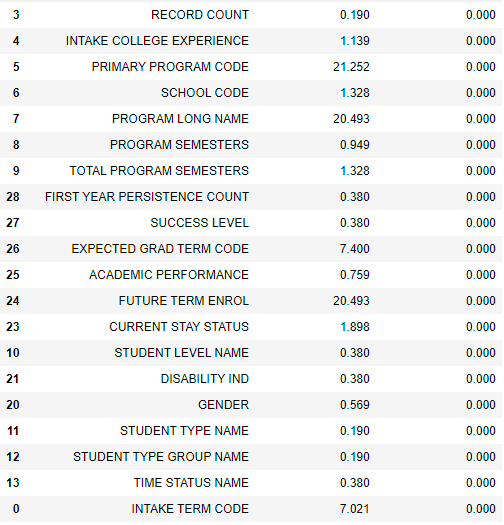 3 RECORD COUNT 0.190 0.000
4 INTAKE COLLEGE EXPERIENCE 1.139 0.000
5 PRIMARY PROGRAM CODE 21.252 0.000
6 SCHOOL CODE 1.328 0.000
7 PROGRAM LONG NAME 20.493 0.000
8 PROGRAM SEMESTERS 0.949 0.000
9 TOTAL PROGRAM SEMESTERS 1.328 0.000
28 FIRST YEAR PERSISTENCE COUNT 0.380 0.000
27 SUCCESS LEVEL 0.380 0.000
26 EXPECTED GRAD TERM CODE 7.400 0.000
25 ACADEMIC PERFORMANCE 0.759 0.000
24 FUTURE TERM ENROL 20.493 0.000
23 CURRENT STAY STATUS 1.898 0.000
10 STUDENT LEVEL NAME 0.380 0.000
21 DISABILITY IND 0.380 0.000
20 GENDER 0.569 0.000
11 STUDENT TYPE NAME 0.190 0.000
12 STUDENT TYPE GROUP NAME 0.190 0.000
13 TIME STATUS NAME 0.380 0.000
0 INTAKE TERM CODE 7.021 0.000